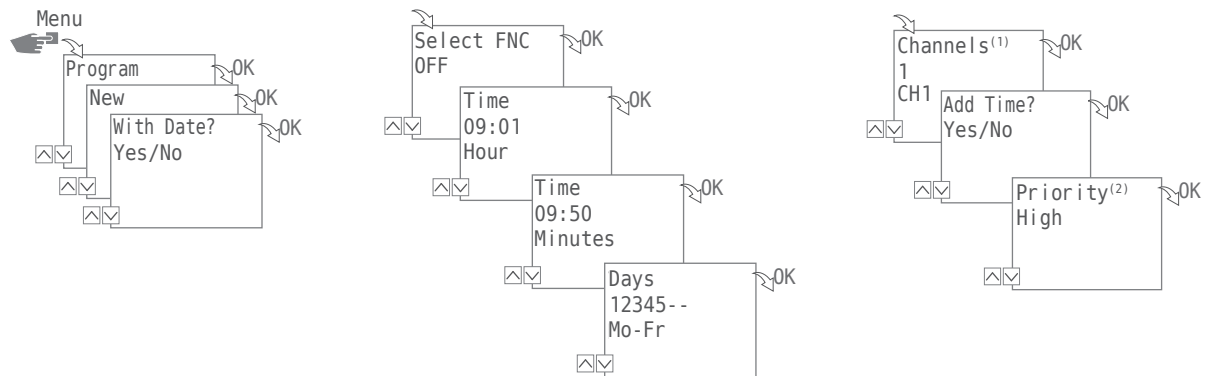 Menu
Program
OK
New
OK
With Date?
Yes/No
OK
Select FNC
OFF
OK
Time
09:01
Hour
OK
Time
09:50
Minutes
OK
Days
12345--
Mo-Fr
OK
Channels(1)
1
CH1
OK
Add Time?
Yes/No
OK
Priority(2)
High
OK